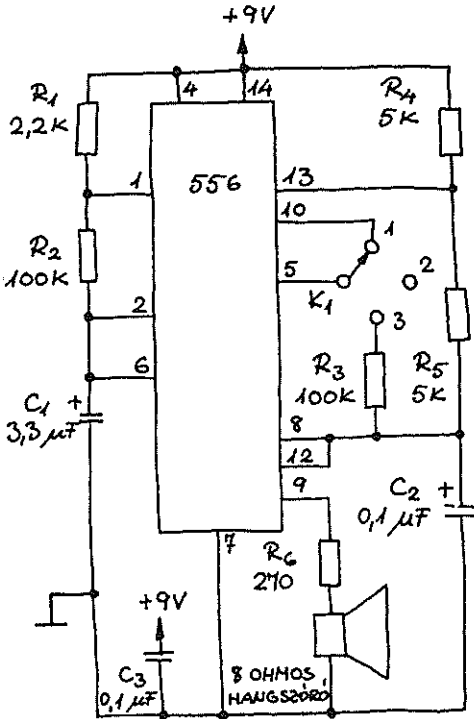 +9V
R1
2,2K
4
14
R4
5K
1
556
13
10
1
R2
100K
5
K1
2
2
3
6
R3
100K
R5
5K
C1 +
3,3 µF
8
12
C2 +
0,1 µF
9
7
R6
270
+9V
C3
0,1 µF
8 OHMOS
HANGSZÓRÓ